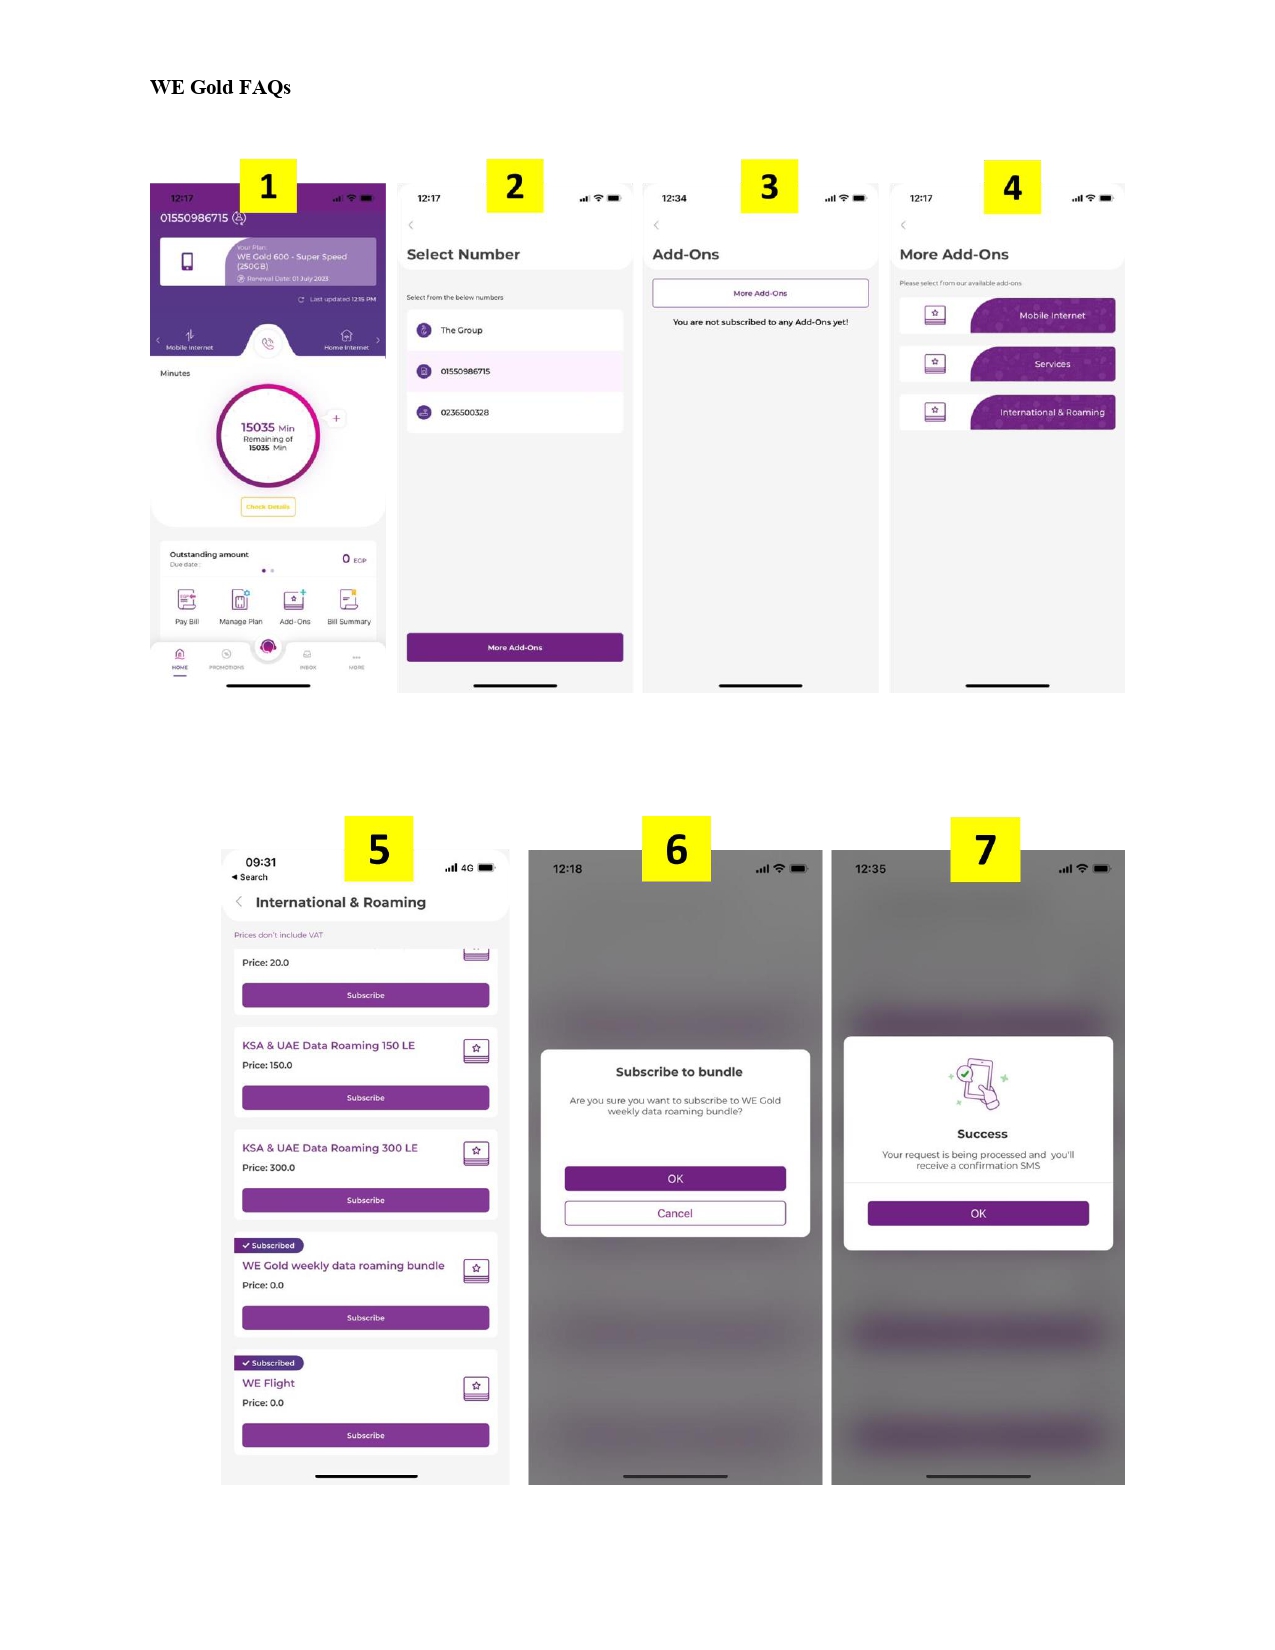 WE Gold FAQs
1
12:17
01550986715
Your Plan
WE Gold 600 - Super Speed
(250GB)
Renewal Date: 01 July 2023
Last updated 12:15 PM
Mobile Internet
Home Internet
Minutes
15035 Min
Remaining of
15035 Min
Check Details
Outstanding amount
Due date :
0 EGP
Pay Bill
Manage Plan
Add-Ons
Bill Summary
HOME
PROMOTIONS
INBOX
MORE
2
12:17
Select Number
Select from the below numbers
The Group
01550986715
0236500328
More Add-Ons
3
12:34
Add-Ons
More Add-Ons
You are not subscribed to any Add-Ons yet!
4
12:17
More Add-Ons
Please select from our available add-ons
Mobile Internet
Services
International & Roaming
5
09:31
4G
Search
International & Roaming
Prices don't include VAT
Price: 20.0
Subscribe
KSA & UAE Data Roaming 150 LE
Price: 150.0
Subscribe
KSA & UAE Data Roaming 300 LE
Price: 300.0
Subscribe
Subscribed
WE Gold weekly data roaming bundle
Price: 0.0
Subscribe
Subscribed
WE Flight
Price: 0.0
Subscribe
6
12:18
Subscribe to bundle
Are you sure you want to subscribe to WE Gold
weekly data roaming bundle?
OK
Cancel
7
12:35
Success
Your request is being processed and you'll
receive a confirmation SMS
OK